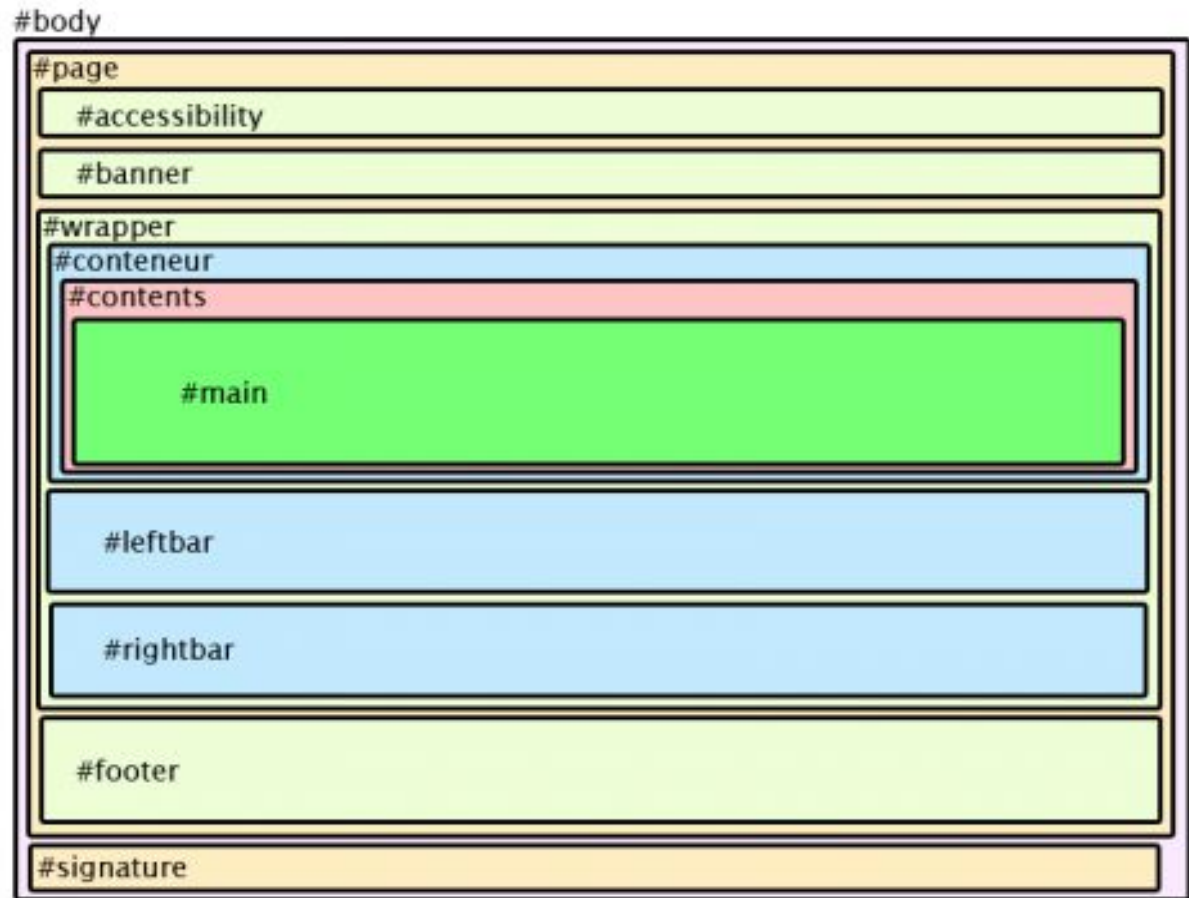 #body
#page
#accessibility
#banner
#wrapper
#conteneur
#contents
#main
#leftbar
#rightbar
#footer
#signature